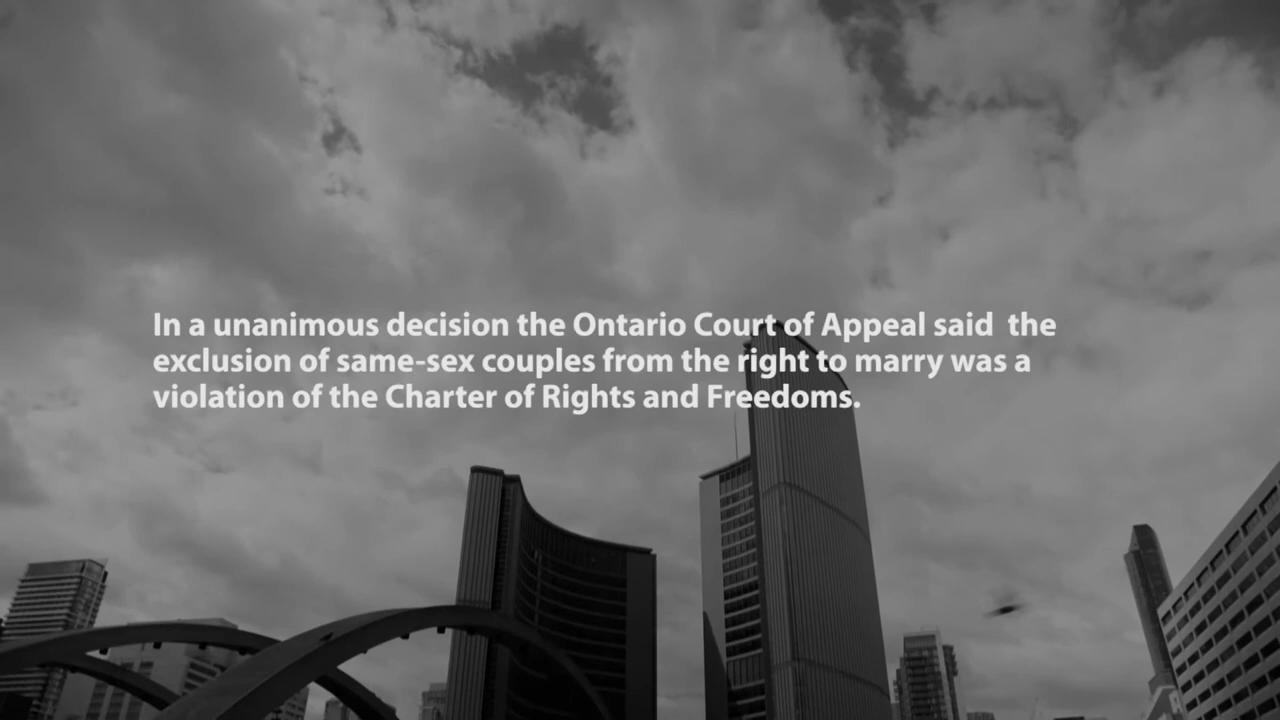 In a unanimous decision the Ontario Court of Appeal said  the
exclusion of same-sex couples from the right to marry was a
violation of the Charter of Rights and Freedoms.